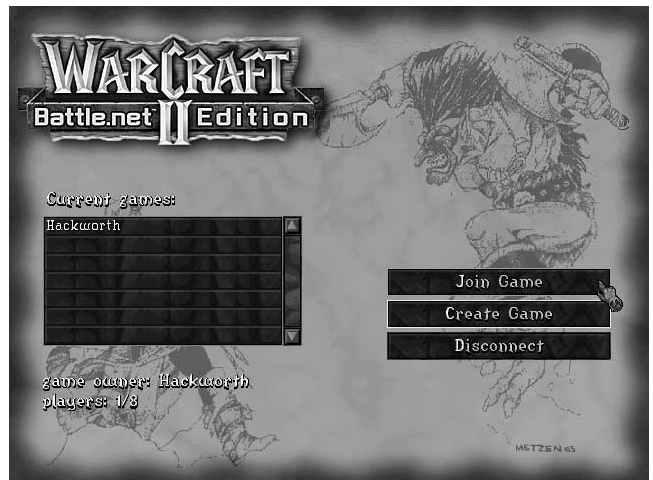 WARCRAFT
Battle.net™ II Edition
Current games:
Hackworth
Join Game
Create Game
Disconnect
game owner: Hackworth
players: 1/8
METZEN 95